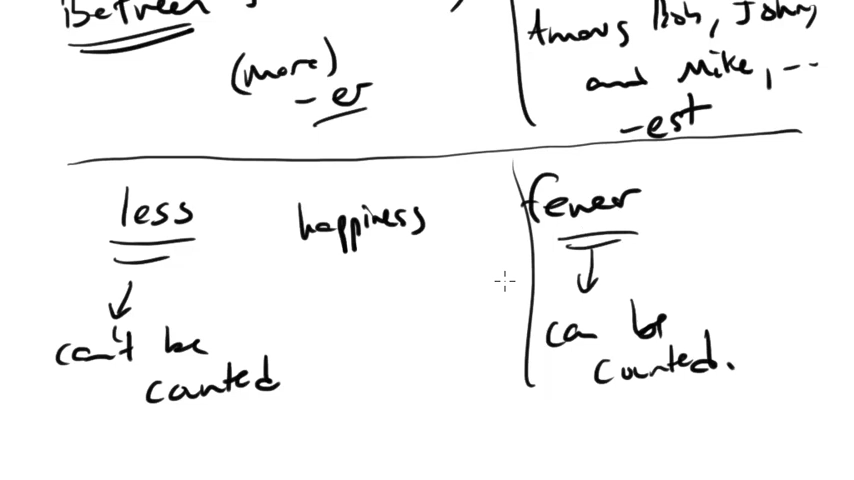 Between
(more)
-er
Among Bob, John,
and Mike, --
-est
less
happiness
can't be
counted
fewer
can be
counted.